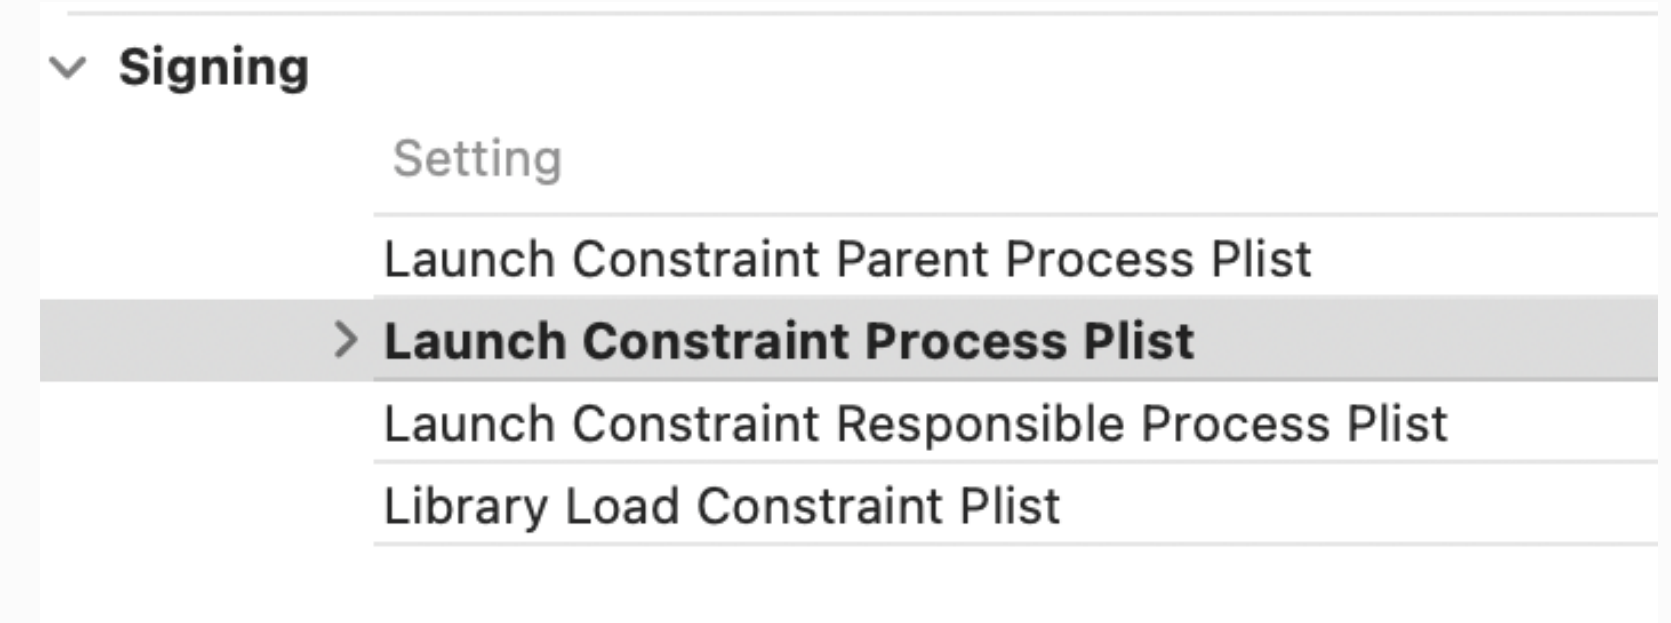 Signing
Setting
Launch Constraint Parent Process Plist
Launch Constraint Process Plist
Launch Constraint Responsible Process Plist
Library Load Constraint Plist